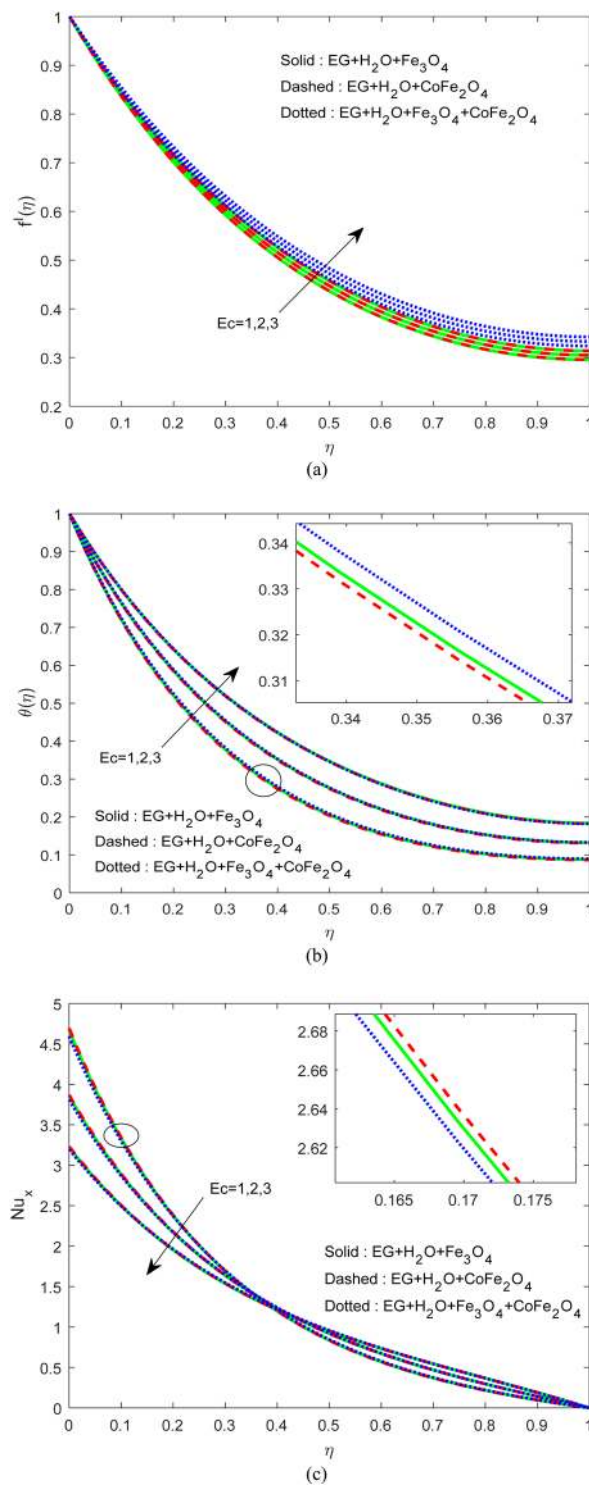 1
0.9
Solid : EG+H₂O+Fe₃O₄
Dashed : EG+H₂O+CoFe₂O₄
0.8
Dotted : EG+H₂O+Fe₃O₄+CoFe₂O₄
0.7
f^I(η)
0.6
0.5
0.4
Ec=1,2,3
0.3
0.2
0 0.1 0.2 0.3 0.4 0.5 0.6 0.7 0.8 0.9 1
η
(a)
1
0.9
0.34
0.8
0.33
0.7
0.32
0.6
0.31
θ(η)
0.5
0.34 0.35 0.36 0.37
0.4
Ec=1,2,3
0.3
0.2
Solid : EG+H₂O+Fe₃O₄
Dashed : EG+H₂O+CoFe₂O₄
0.1
Dotted : EG+H₂O+Fe₃O₄+CoFe₂O₄
0
0 0.1 0.2 0.3 0.4 0.5 0.6 0.7 0.8 0.9 1
η
(b)
5
2.68
4.5
2.66
4
2.64
3.5
2.62
3
0.165 0.17 0.175
2.5
Ec=1,2,3
Nuₓ
2
Solid : EG+H₂O+Fe₃O₄
1.5
Dashed : EG+H₂O+CoFe₂O₄
Dotted : EG+H₂O+Fe₃O₄+CoFe₂O₄
1
0.5
0
0 0.1 0.2 0.3 0.4 0.5 0.6 0.7 0.8 0.9 1
η
(c)